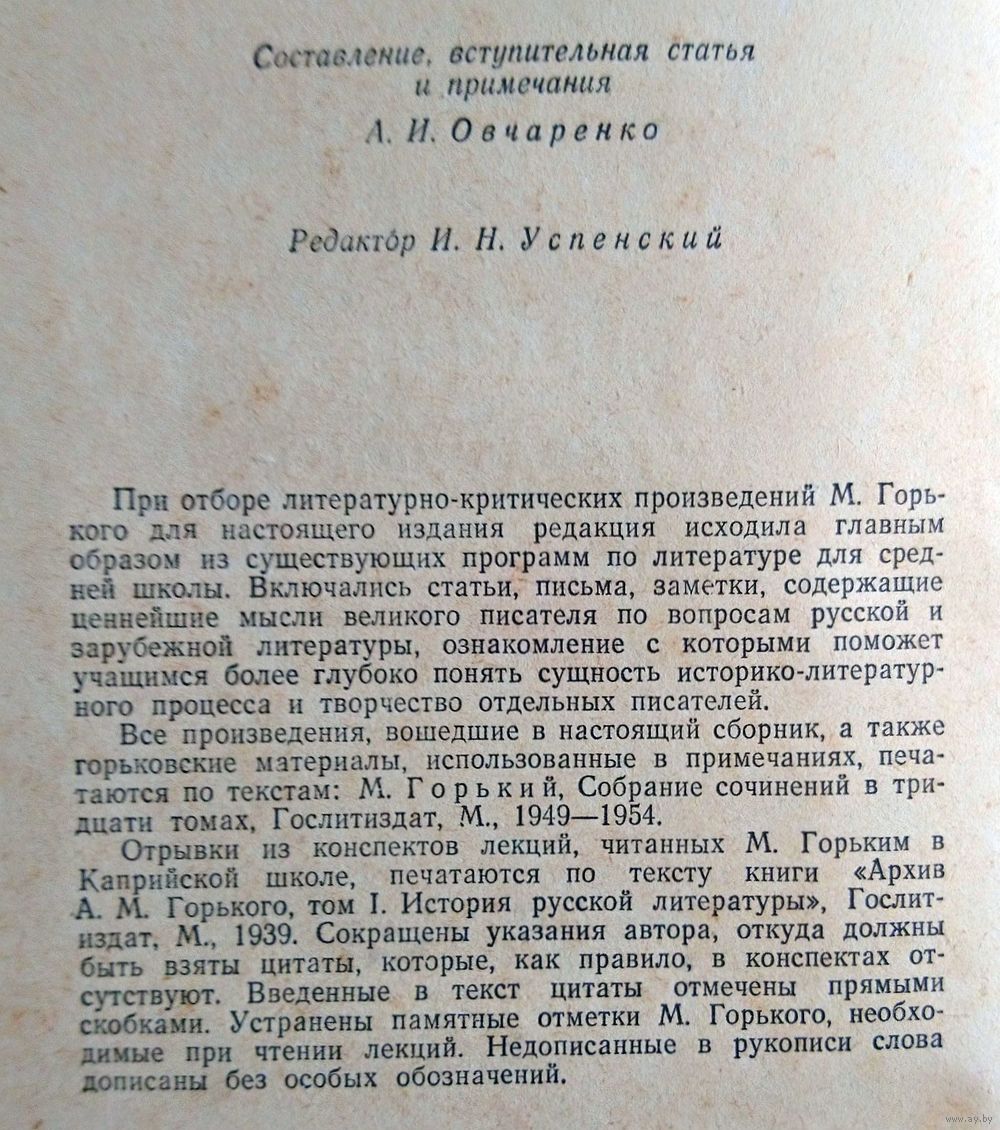 Составление, вступительная статья
и примечания
А. И. Овчаренко
Редактор И. Н. Успенский
При отборе литературно-критических произведений М. Горь-
кого для настоящего издания редакция исходила главным
образом из существующих программ по литературе для сред-
ней школы. Включались статьи, письма, заметки, содержащие
ценнейшие мысли великого писателя по вопросам русской и
зарубежной литературы, ознакомление с которыми поможет
учащимся более глубоко понять сущность историко-литератур-
ного процесса и творчество отдельных писателей.
Все произведения, вошедшие в настоящий сборник, а также
горьковские материалы, использованные в примечаниях, печа-
таются по текстам: М. Горький, Собрание сочинений в три-
дцати томах, Гослитиздат, М., 1949—1954.
Отрывки из конспектов лекций, читанных М. Горьким в
Каприйской школе, печатаются по тексту книги «Архив
А. М. Горького, том I. История русской литературы», Гослит-
издат, М., 1939. Сокращены указания автора, откуда должны
быть взяты цитаты, которые, как правило, в конспектах от-
сутствуют. Введенные в текст цитаты отмечены прямыми
скобками. Устранены памятные отметки М. Горького, необхо-
димые при чтении лекций. Недописанные в рукописи слова
дописаны без особых обозначений.
www.ay.by